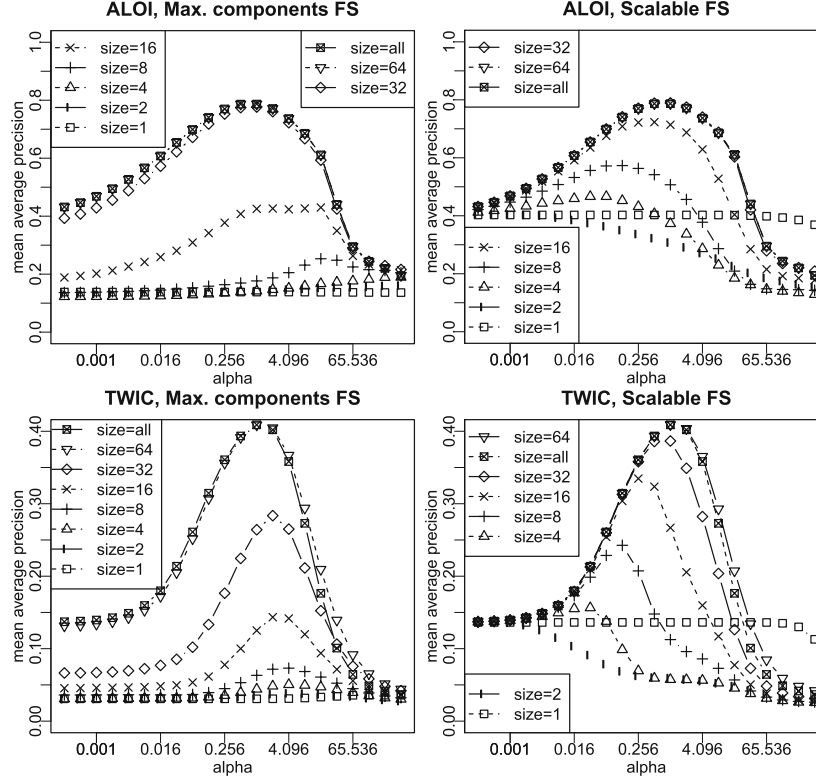 ALOI, Max. components FS
mean average precision
1.0
0.8
0.6
0.4
0.2
0.0
size=16
size=8
size=4
size=2
size=1
size=all
size=64
size=32
0.001
0.016
0.256
4.096
65.536
alpha
ALOI, Scalable FS
mean average precision
1.0
0.8
0.6
0.4
0.2
0.0
size=32
size=64
size=all
size=16
size=8
size=4
size=2
size=1
0.001
0.016
0.256
4.096
65.536
alpha
TWIC, Max. components FS
mean average precision
0.40
0.30
0.20
0.10
0.00
size=all
size=64
size=32
size=16
size=8
size=4
size=2
size=1
0.001
0.016
0.256
4.096
65.536
alpha
TWIC, Scalable FS
mean average precision
0.40
0.30
0.20
0.10
0.00
size=64
size=all
size=32
size=16
size=8
size=4
size=2
size=1
0.001
0.016
0.256
4.096
65.536
alpha